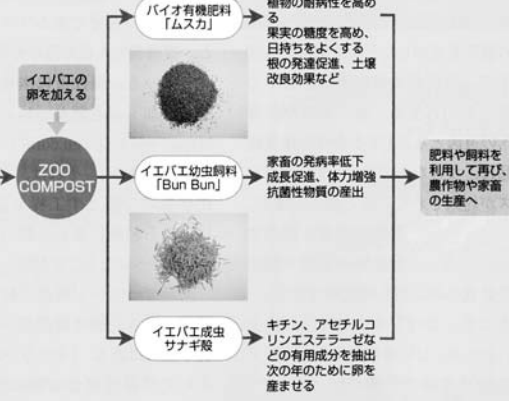 バイオ有機肥料
「ムスカ」
植物の耐病性を高め
る
果実の糖度を高め、
日持ちをよくする
根の発達促進、土壌
改良効果など
イエバエの
卵を加える
ZOO
COMPOST
イエバエ幼虫飼料
「Bun Bun」
家畜の発病率低下
成長促進、体力増強
抗菌性物質の産出
肥料や飼料を
利用して再び、
農作物や家畜
の生産へ
イエバエ成虫
サナギ殻
キチン、アセチルコ
リンエステラーゼな
どの有用成分を抽出
次の年のために卵を
産ませる